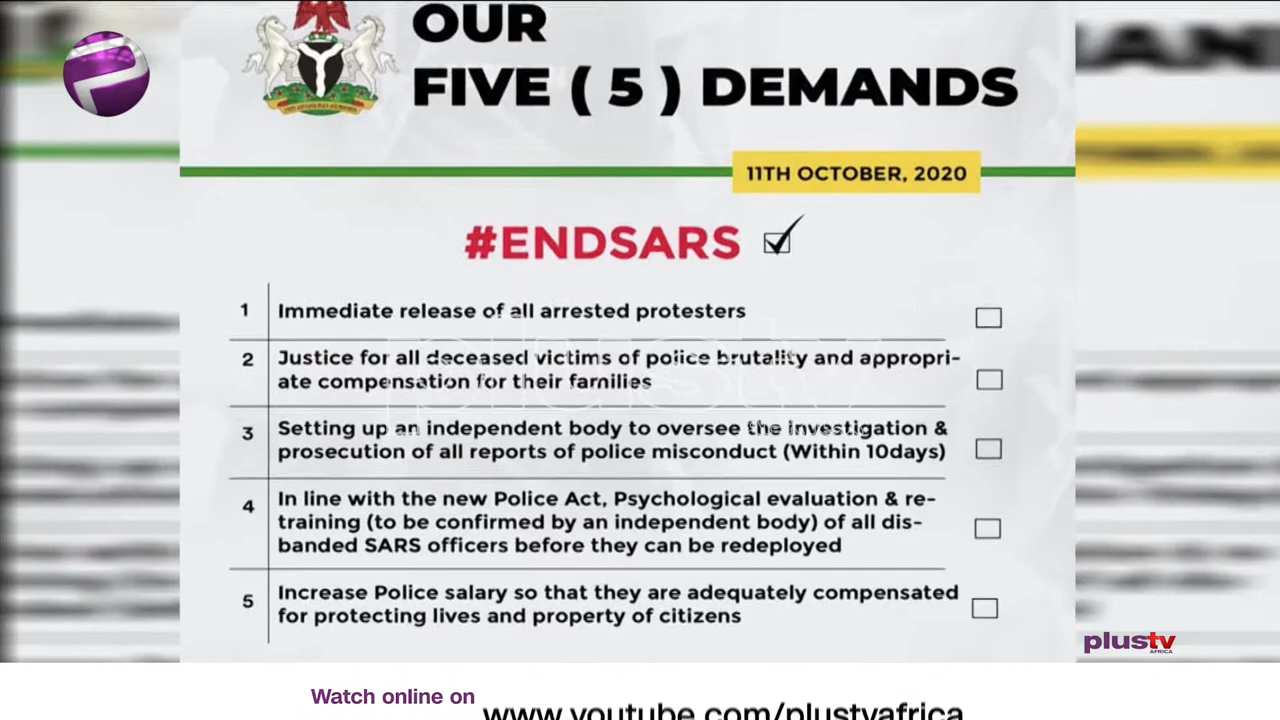 OUR
FIVE ( 5 ) DEMANDS
11TH OCTOBER, 2020
#ENDSARS
1 Immediate release of all arrested protesters
2 Justice for all deceased victims of police brutality and appropri-
ate compensation for their families
3 Setting up an independent body to oversee the investigation &
prosecution of all reports of police misconduct (Within 10days)
4 In line with the new Police Act, Psychological evaluation & re-
training (to be confirmed by an independent body) of all dis-
banded SARS officers before they can be redeployed
5 Increase Police salary so that they are adequately compensated
for protecting lives and property of citizens
plustv
plustv
AFRICA
Watch online on
www.youtube.com/plustvafrica